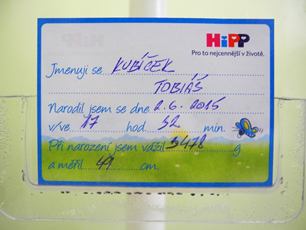 HiPP
Pro to nejcennější v životě.
Jmenuji se KUBÍČEK
TOBIÁŠ
Narodil jsem se dne 2.6.2015
v/ve 17 hod 52 min.
Při narození jsem vážil 3478 g
a měřil 49 cm.